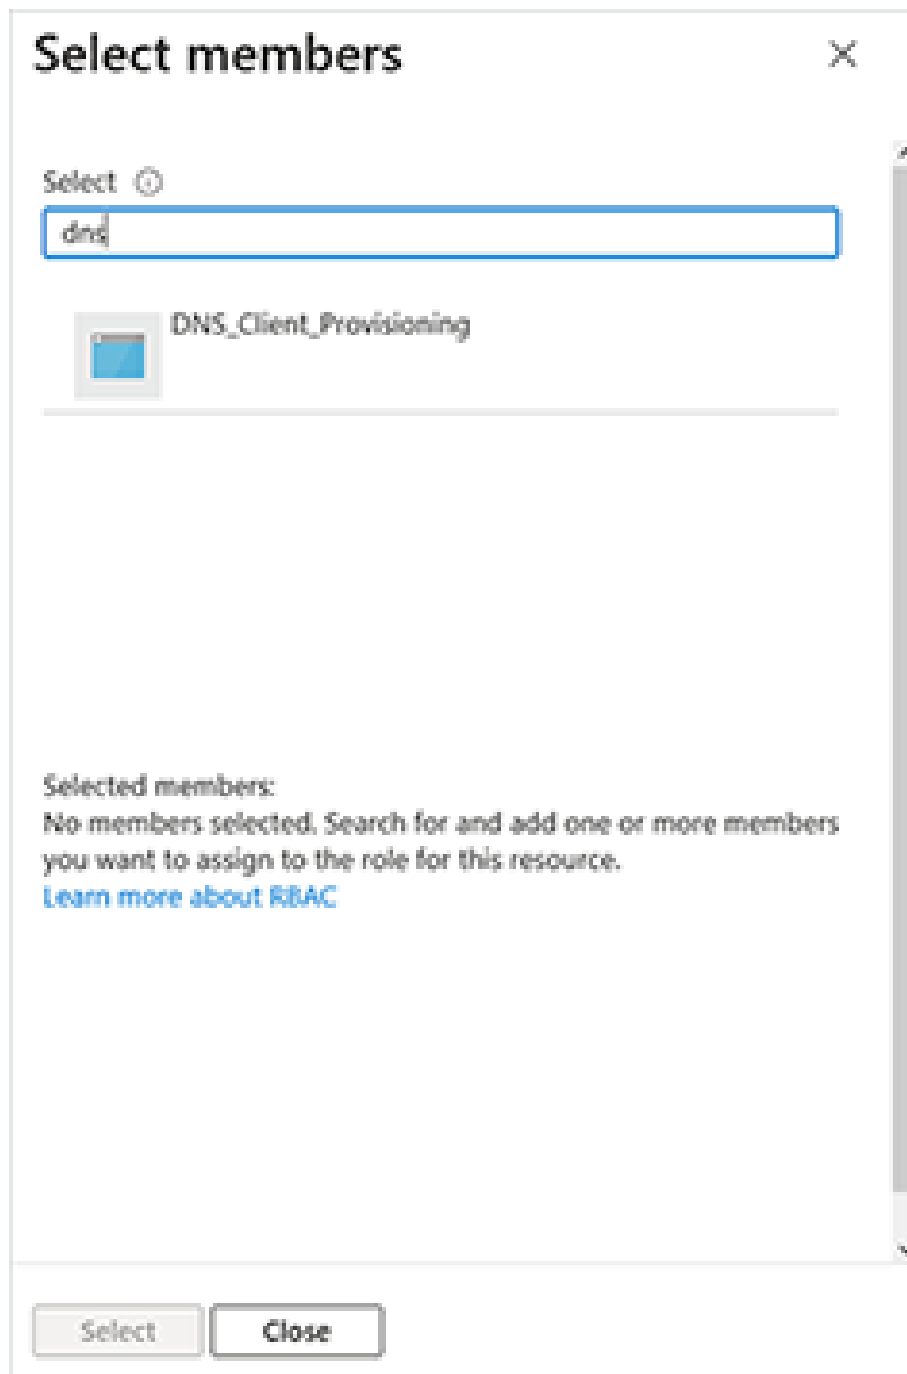 Select members
Select
dns
DNS_Client_Provisioning
Selected members:
No members selected. Search for and add one or more members
you want to assign to the role for this resource.
Learn more about RBAC
Select
Close